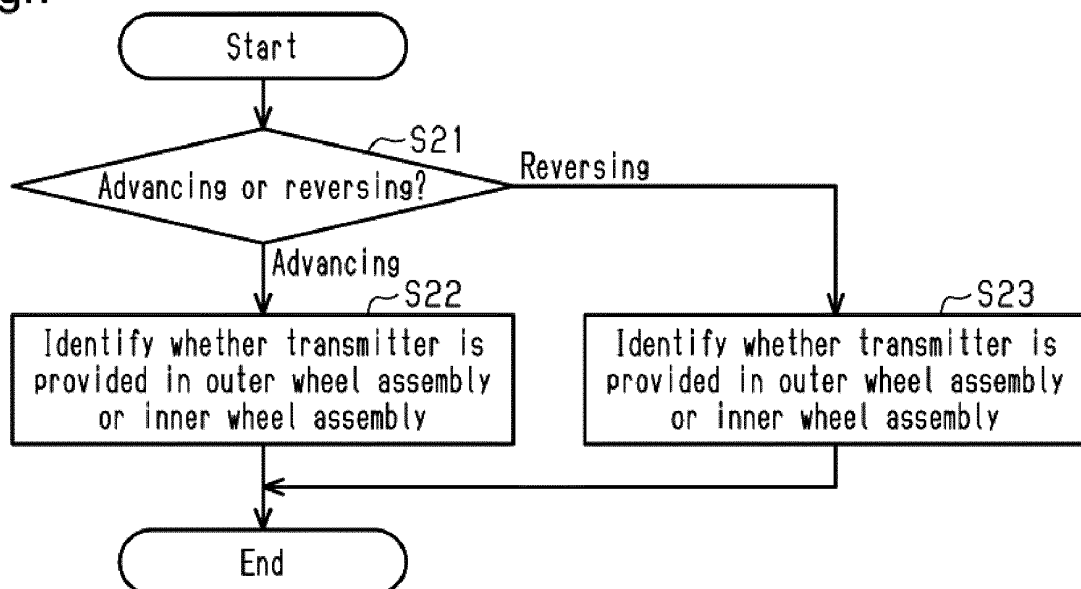 Start
S21
Advancing or reversing?
Reversing
Advancing
S22
Identify whether transmitter is
provided in outer wheel assembly
or inner wheel assembly
S23
Identify whether transmitter is
provided in outer wheel assembly
or inner wheel assembly
End